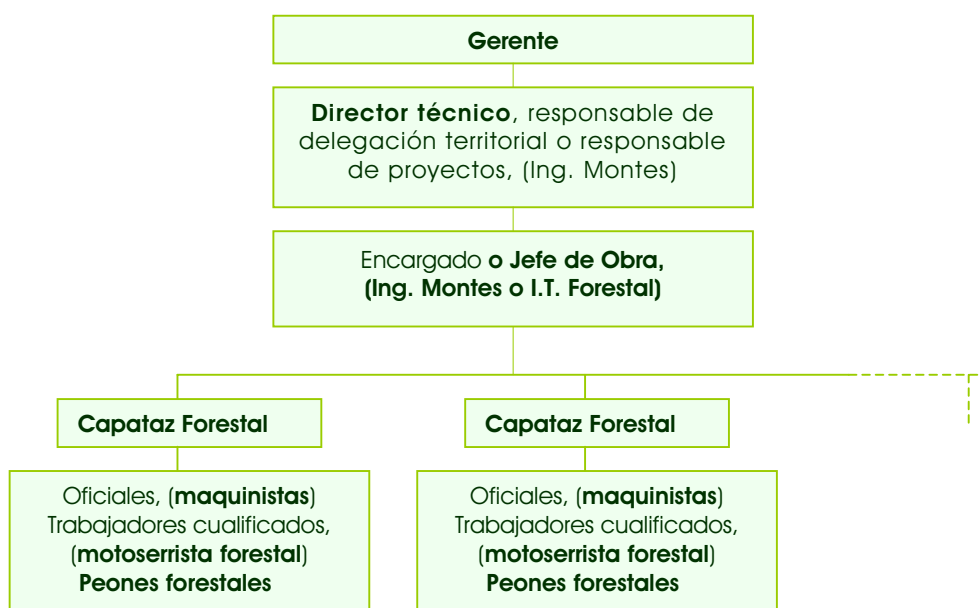 Gerente
Director técnico, responsable de
delegación territorial o responsable
de proyectos, (Ing. Montes)
Encargado o Jefe de Obra,
(Ing. Montes o I.T. Forestal)
Capataz Forestal
Oficiales, (maquinistas)
Trabajadores cualificados,
(motoserrista forestal)
Peones forestales
Capataz Forestal
Oficiales, (maquinistas)
Trabajadores cualificados,
(motoserrista forestal)
Peones forestales